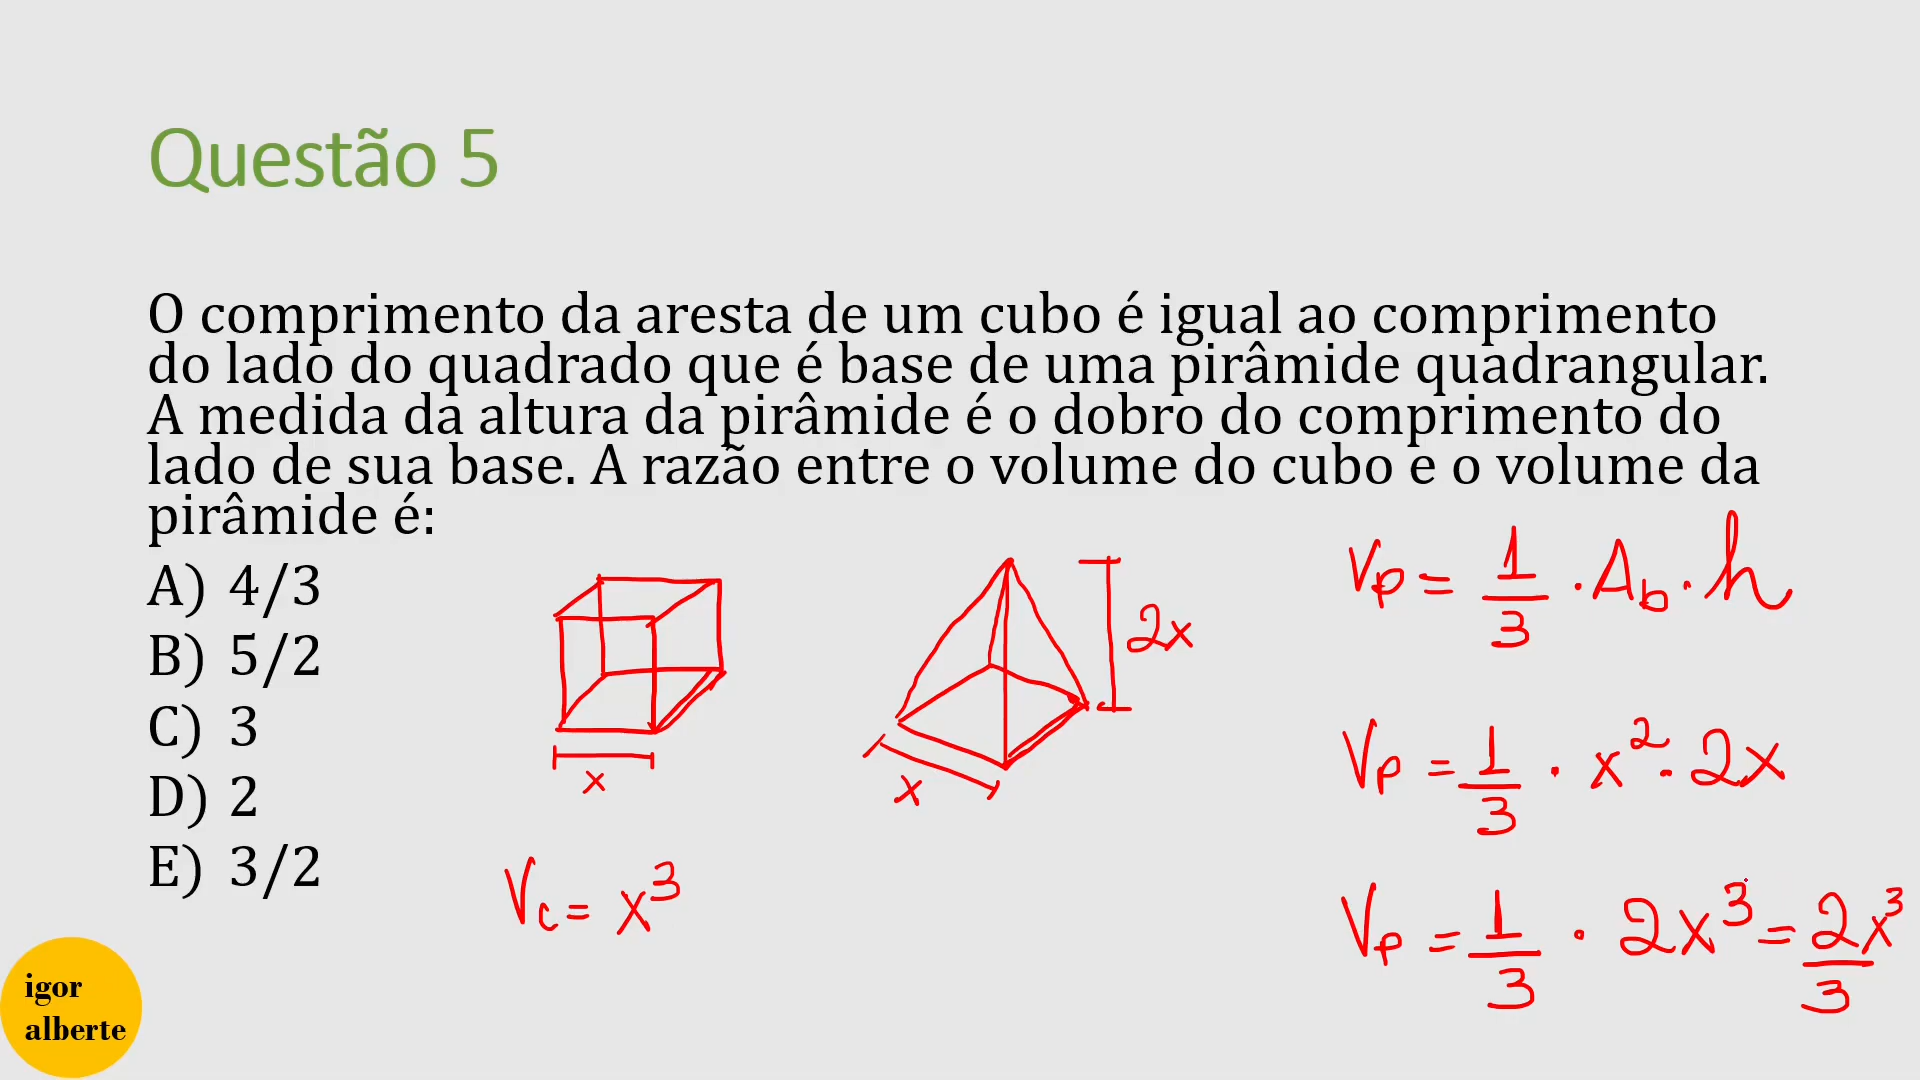 Questão 5
O comprimento da aresta de um cubo é igual ao comprimento
do lado do quadrado que é base de uma pirâmide quadrangular.
A medida da altura da pirâmide é o dobro do comprimento do
lado de sua base. A razão entre o volume do cubo e o volume da
pirâmide é:
A) 4/3
B) 5/2
C) 3
D) 2
E) 3/2
x
Vc = x³
x
2x
Vp = 1/3 · Ab · h
Vp = 1/3 · x² · 2x
Vp = 1/3 · 2x³ = 2x³/3
igor
alberte